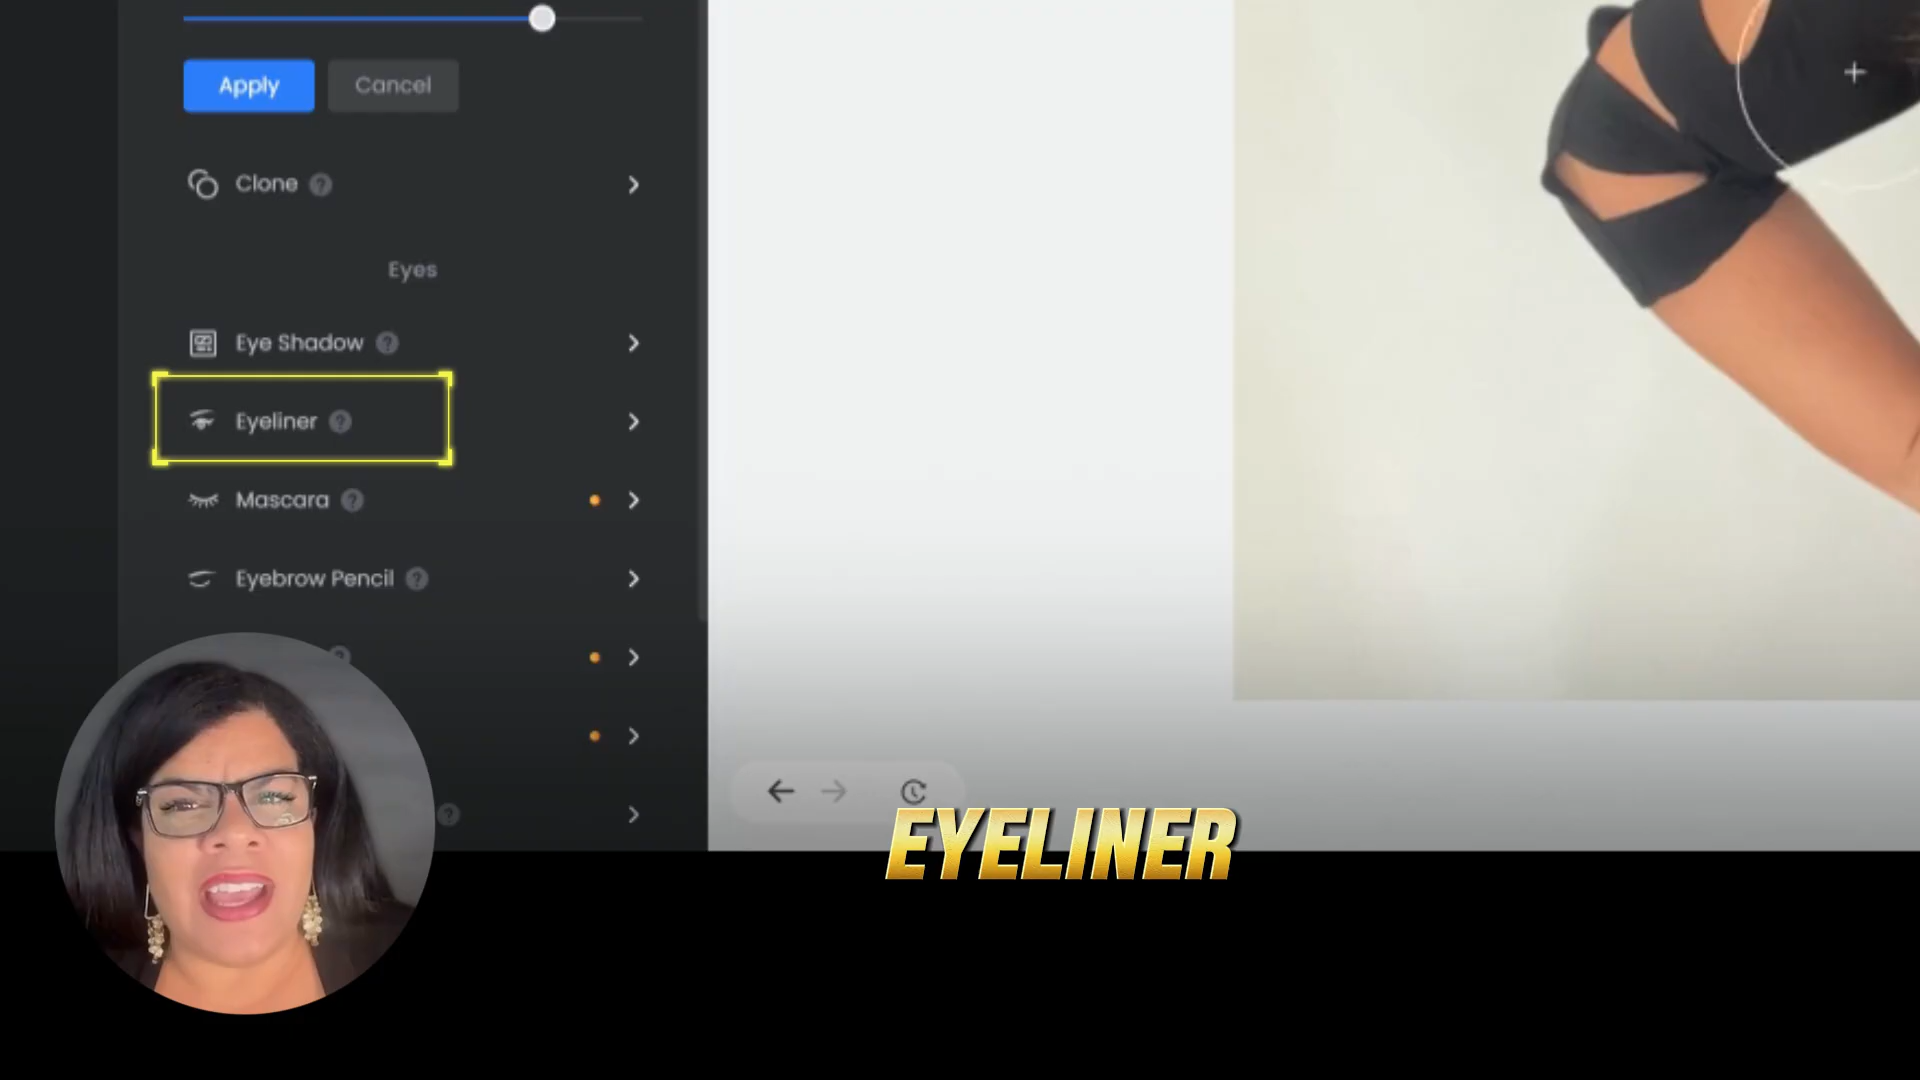 Apply
Cancel
Clone ?
Eyes
Eye Shadow ?
Eyeliner ?
Mascara ?
Eyebrow Pencil ?
?
?
EYELINER